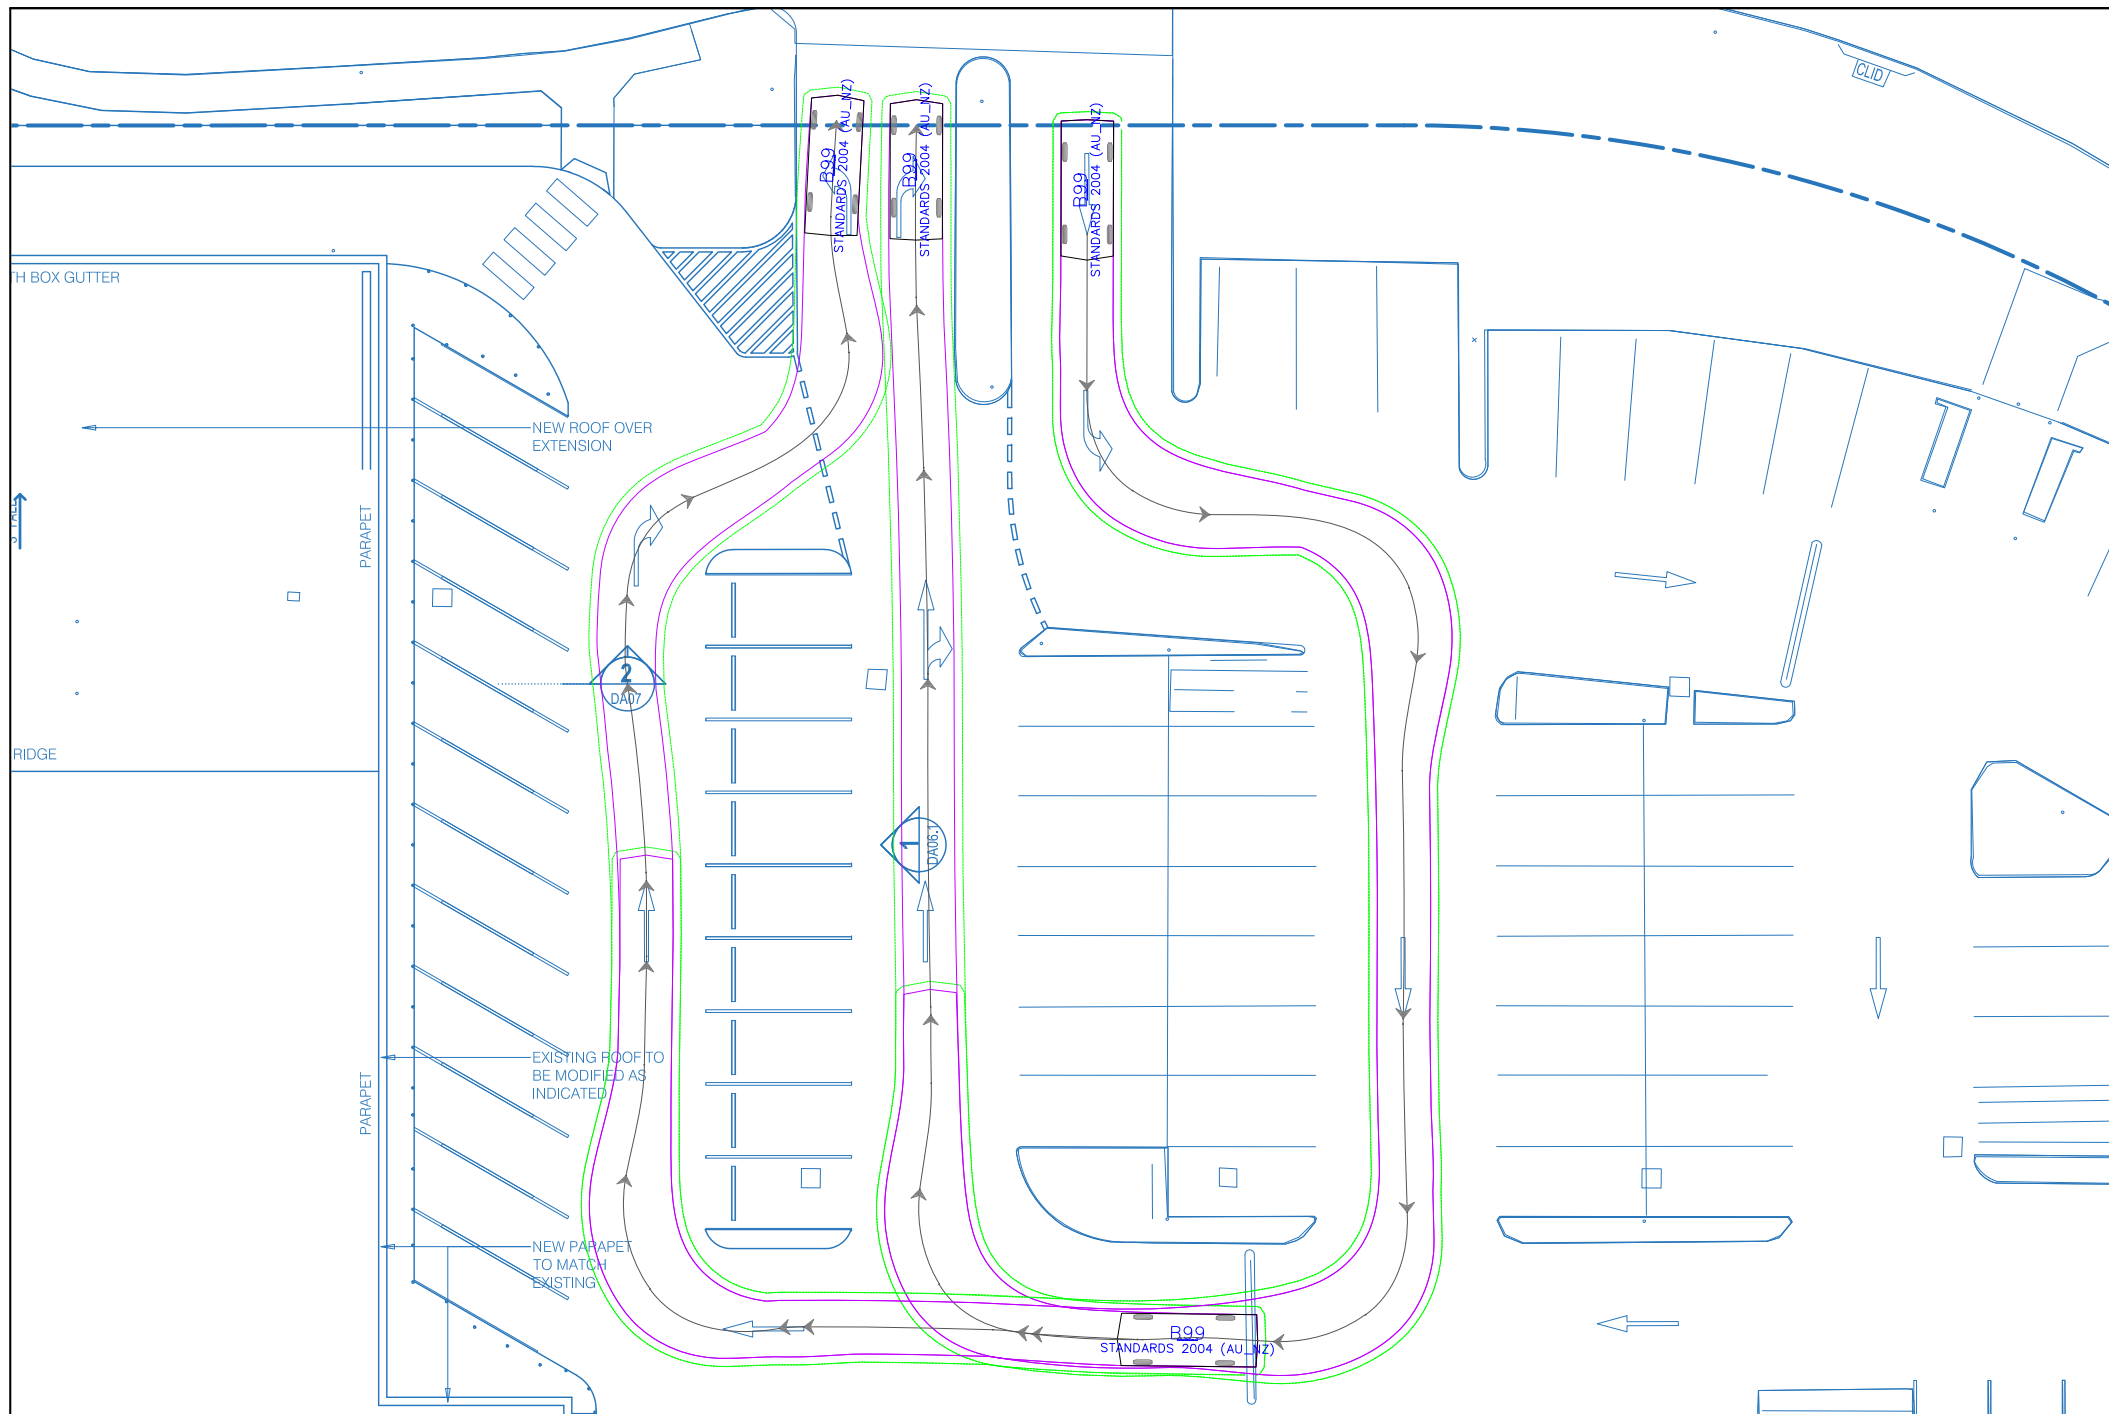 CLID
B99
STANDARDS 2004 (AU_NZ)
B99
STANDARDS 2004 (AU_NZ)
B99
STANDARDS 2004 (AU_NZ)
TH BOX GUTTER
NEW ROOF OVER
EXTENSION
PARAPET
2
DA07
RIDGE
1
DA06.1
EXISTING ROOF TO
BE MODIFIED AS
INDICATED
PARAPET
NEW PARAPET
TO MATCH
EXISTING
B99
STANDARDS 2004 (AU_NZ)